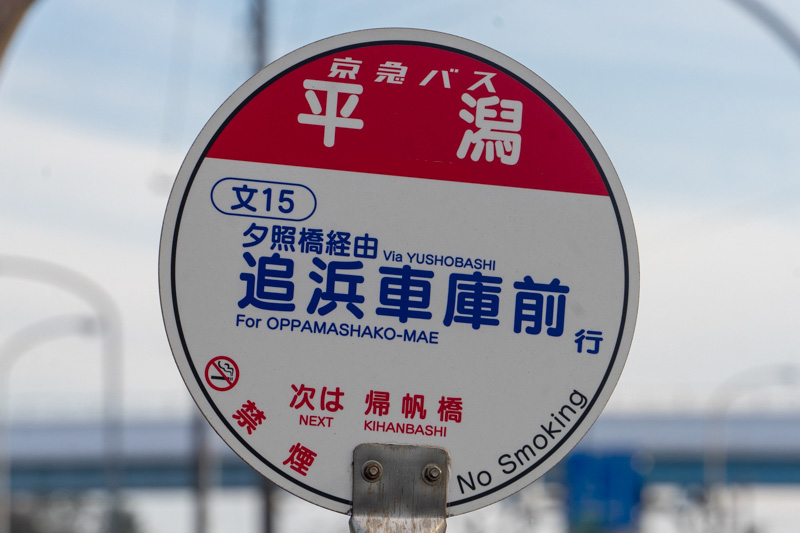 京急バス
平潟
文15
夕照橋経由 Via YUSHOBASHI
追浜車庫前行
For OPPAMASHAKO-MAE
次は 帰帆橋
NEXT KIHANBASHI
禁煙
No Smoking